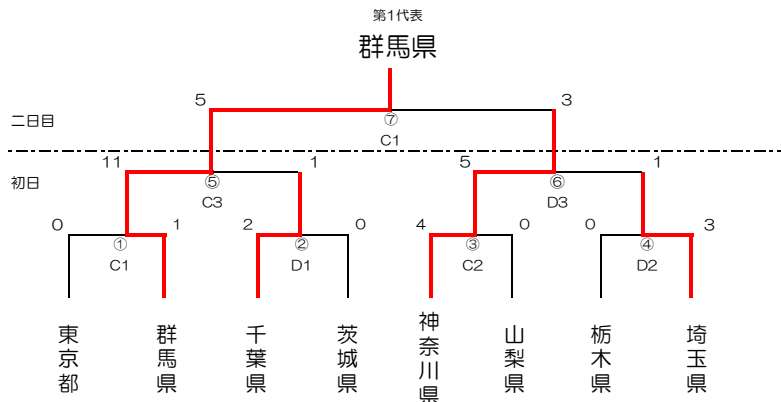 第1代表
群馬県
5 3
⑦
二日目
C1
11 1 5 1
初日
⑤ ⑥
C3 D3
0 1 2 0 4 0 0 3
① ② ③ ④
C1 D1 C2 D2
東京都
群馬県
千葉県
茨城県
神奈川県
山梨県
栃木県
埼玉県